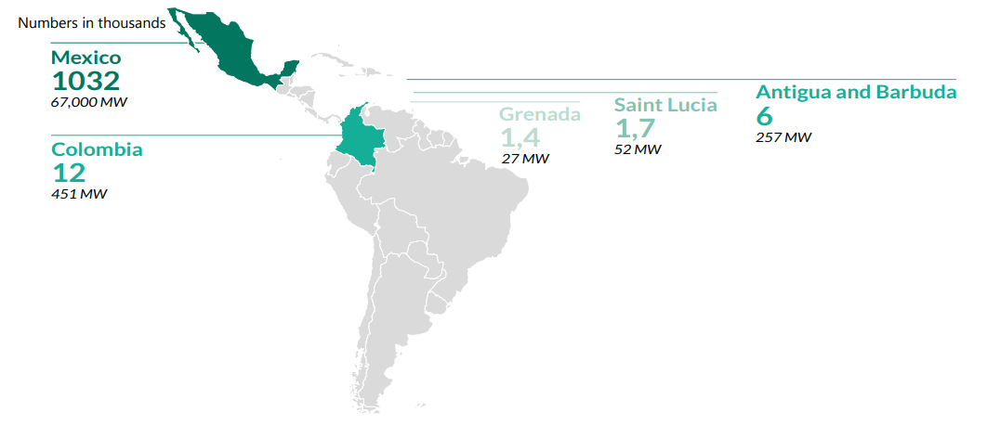 Numbers in thousands
Mexico
1032
67,000 MW
Colombia
12
451 MW
Grenada
1,4
27 MW
Saint Lucia
1,7
52 MW
Antigua and Barbuda
6
257 MW